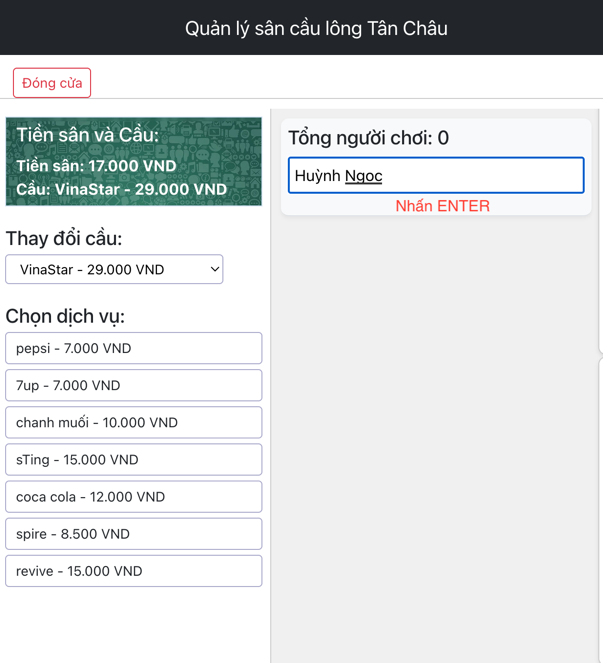 Quản lý sân cầu lông Tân Châu
Đóng cửa
Tiền sân và Cầu:
Tiền sân: 17.000 VND
Cầu: VinaStar - 29.000 VND
Thay đổi cầu:
VinaStar - 29.000 VND
Chọn dịch vụ:
pepsi - 7.000 VND
7up - 7.000 VND
chanh muối - 10.000 VND
sTing - 15.000 VND
coca cola - 12.000 VND
spire - 8.500 VND
revive - 15.000 VND
Tổng người chơi: 0
Huỳnh Ngọc
Nhấn ENTER